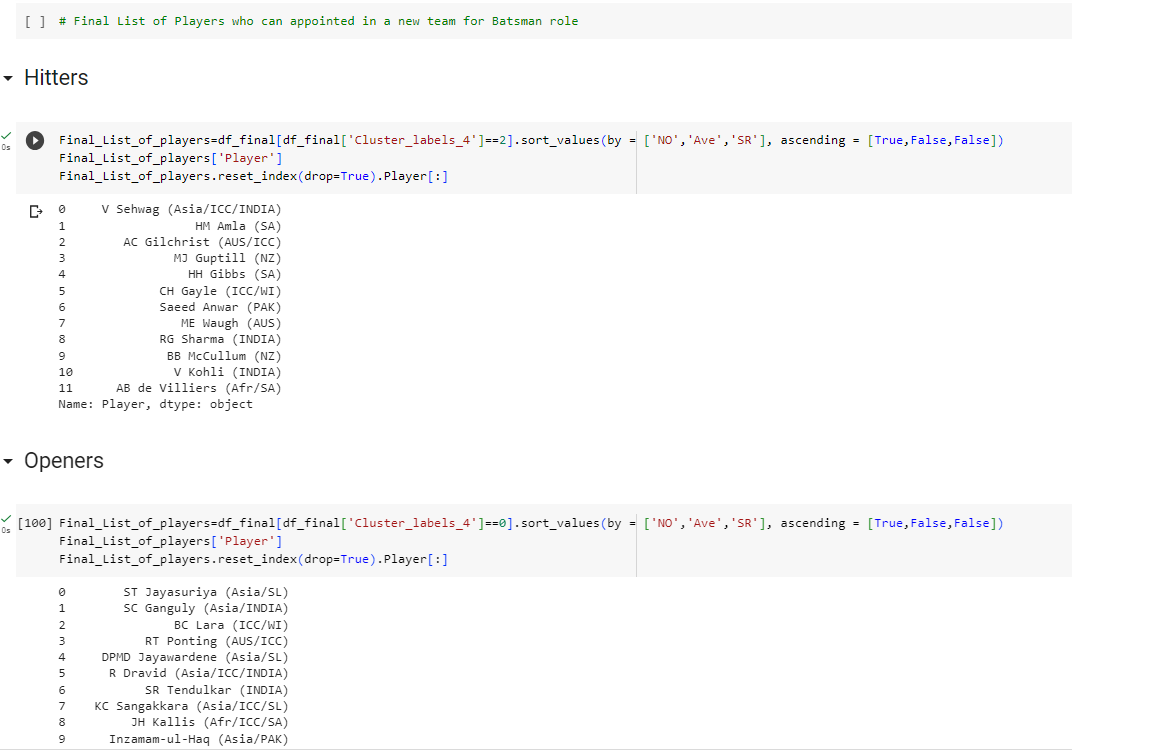 [ ] # Final List of Players who can appointed in a new team for Batsman role
Hitters
0s
Final_List_of_players=df_final[df_final['Cluster_labels_4']==2].sort_values(by = ['NO','Ave','SR'], ascending = [True,False,False])
Final_List_of_players['Player']
Final_List_of_players.reset_index(drop=True).Player[:]
0 V Sehwag (Asia/ICC/INDIA)
1 HM Amla (SA)
2 AC Gilchrist (AUS/ICC)
3 MJ Guptill (NZ)
4 HH Gibbs (SA)
5 CH Gayle (ICC/WI)
6 Saeed Anwar (PAK)
7 ME Waugh (AUS)
8 RG Sharma (INDIA)
9 BB McCullum (NZ)
10 V Kohli (INDIA)
11 AB de Villiers (Afr/SA)
Name: Player, dtype: object
Openers
0s
[100] Final_List_of_players=df_final[df_final['Cluster_labels_4']==0].sort_values(by = ['NO','Ave','SR'], ascending = [True,False,False])
Final_List_of_players['Player']
Final_List_of_players.reset_index(drop=True).Player[:]
0 ST Jayasuriya (Asia/SL)
1 SC Ganguly (Asia/INDIA)
2 BC Lara (ICC/WI)
3 RT Ponting (AUS/ICC)
4 DPMD Jayawardene (Asia/SL)
5 R Dravid (Asia/ICC/INDIA)
6 SR Tendulkar (INDIA)
7 KC Sangakkara (Asia/ICC/SL)
8 JH Kallis (Afr/ICC/SA)
9 Inzamam-ul-Haq (Asia/PAK)